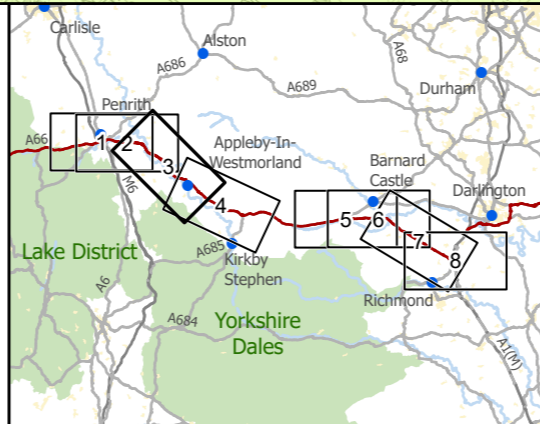 Carlisle
Alston
A68
A686
A689
Durham
Penrith
A66
1
2
3
Appleby-In-
Westmorland
Barnard
Castle
Darlington
M6
4
5
6
7
8
Lake District
A685
Kirkby
Stephen
A6
Richmond
A684
Yorkshire
Dales
A1(M)